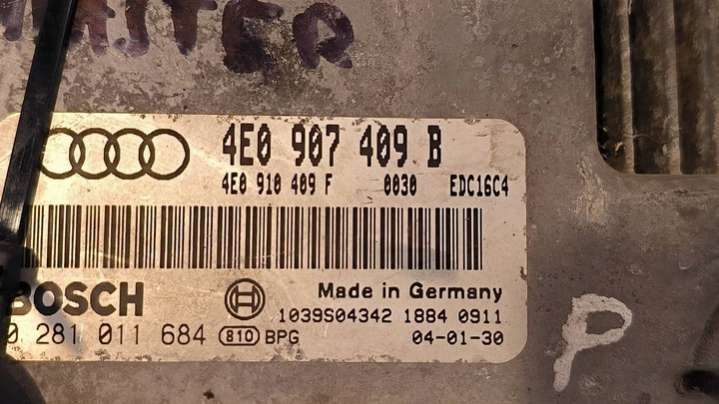 MASTER
4E0 907 409 B
4E0 910 409 F 0030 EDC16C4
BOSCH
Made in Germany
1039S04342 1884 0911
0 281 011 684 810 BPG 04-01-30
P